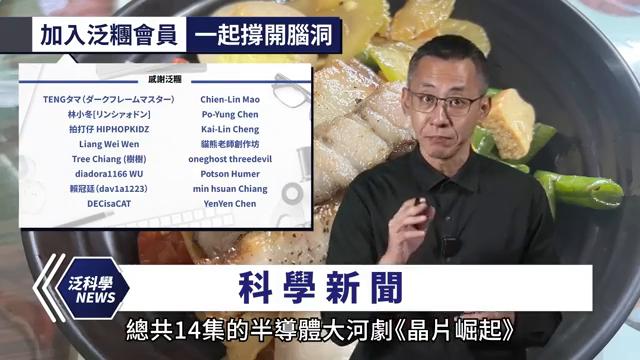 加入泛糰會員 一起撐開腦洞
感謝泛糰
TENGタマ(ダークフレームマスター) Chien-Lin Mao
林小冬[リンシァォドン] Po-Yung Chen
拍打仔 HIPHOPKIDZ Kai-Lin Cheng
Liang Wei Wen 貓熊老師創作坊
Tree Chiang (樹樹) oneghost threedevil
diadora1166 WU Potson Humer
賴冠廷(dav1a1223) min hsuan Chiang
DECisaCAT YenYen Chen
泛科學
NEWS
科學新聞
總共14集的半導體大河劇《晶片崛起》